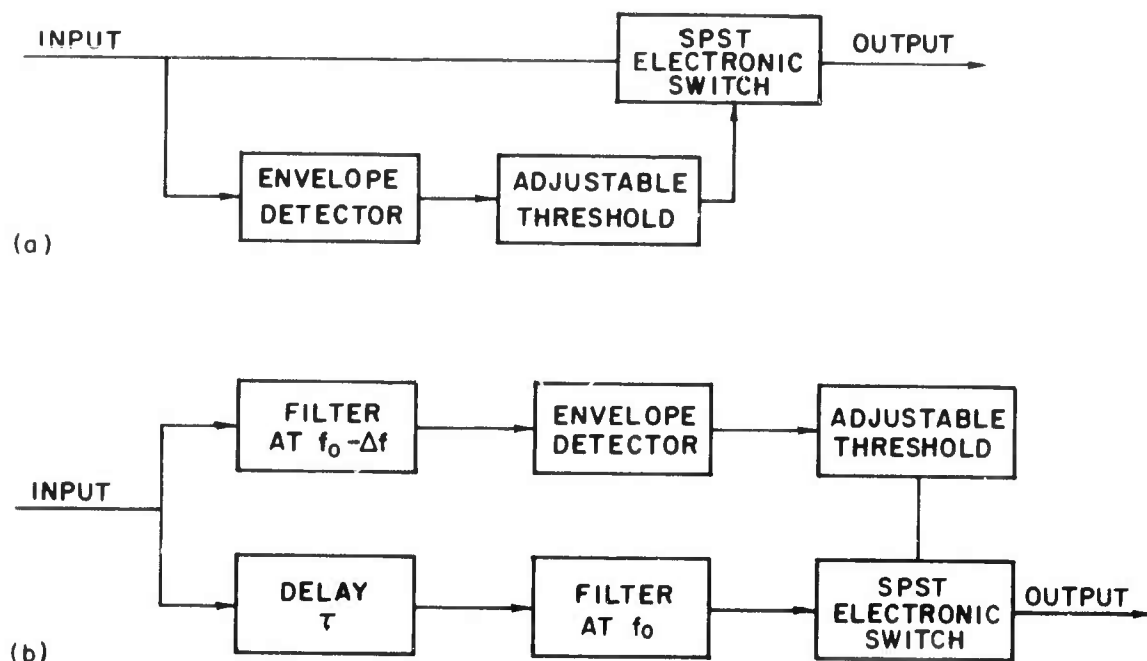 INPUT
SPST
ELECTRONIC
SWITCH
OUTPUT
ENVELOPE
DETECTOR
ADJUSTABLE
THRESHOLD
(a)
FILTER
AT f₀-Δf
ENVELOPE
DETECTOR
ADJUSTABLE
THRESHOLD
INPUT
DELAY
τ
FILTER
AT f₀
SPST
ELECTRONIC
SWITCH
OUTPUT
(b)